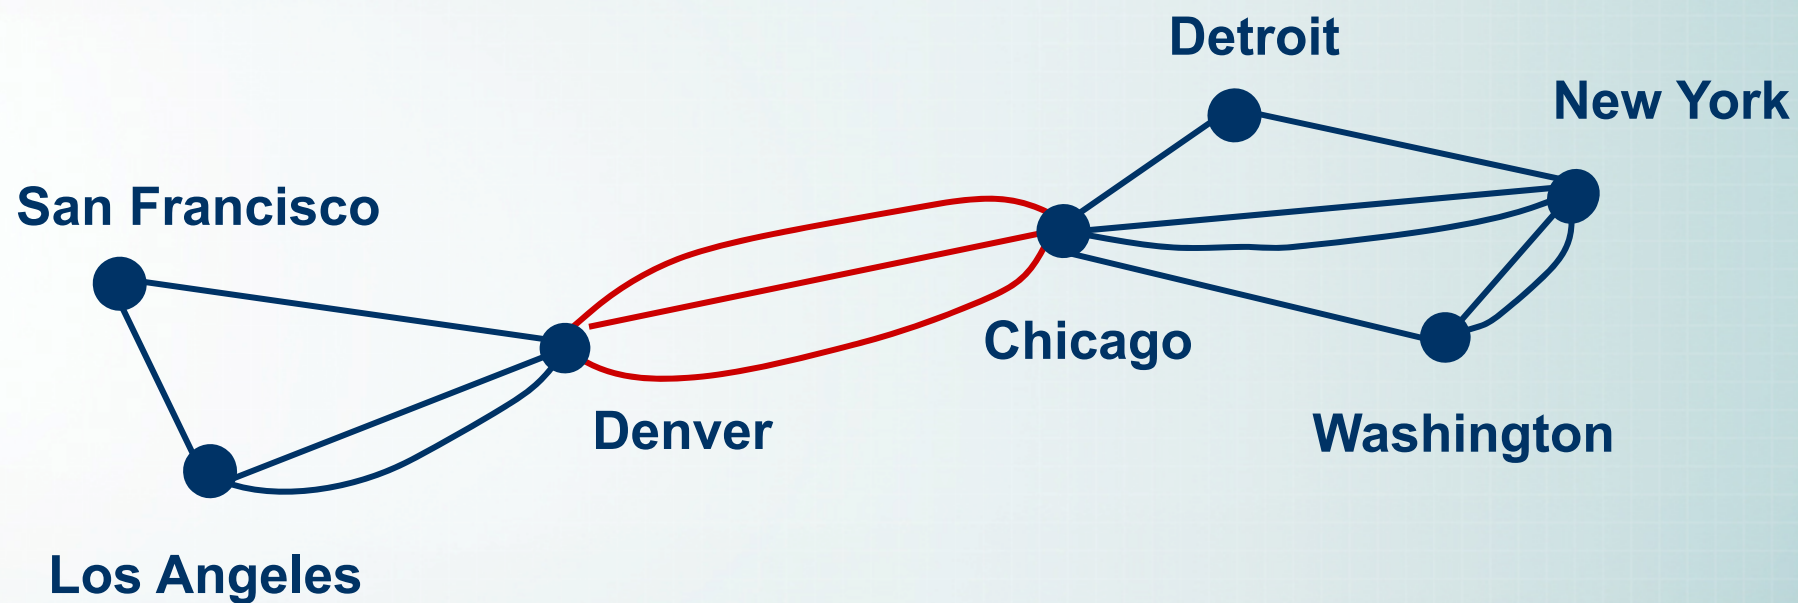 Detroit
New York
San Francisco
Chicago
Denver
Washington
Los Angeles